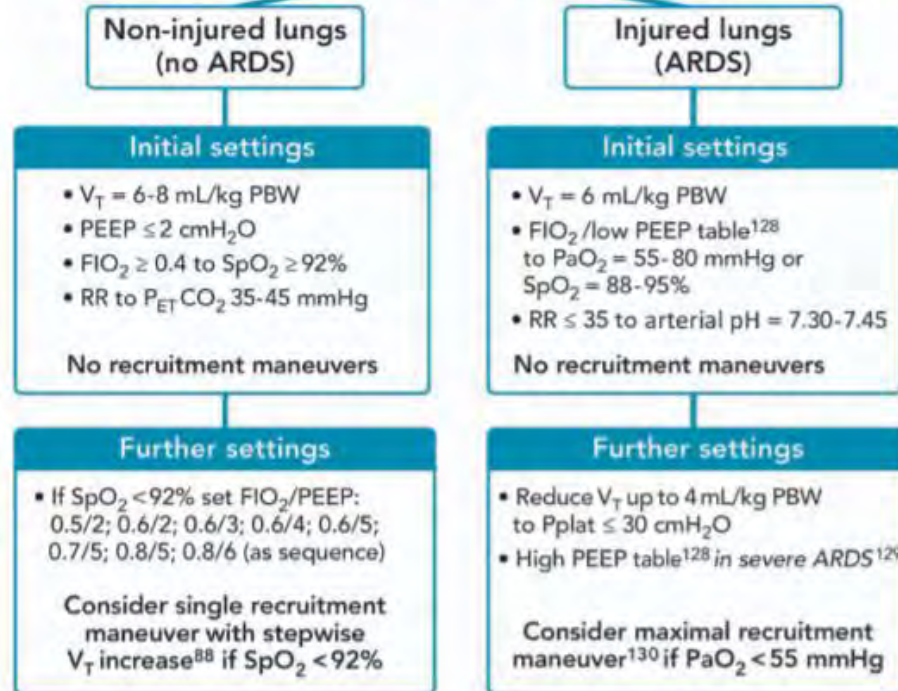 Non-injured lungs
(no ARDS)
Initial settings
• V_T = 6-8 mL/kg PBW
• PEEP ≤ 2 cmH₂O
• FIO₂ ≥ 0.4 to SpO₂ ≥ 92%
• RR to P_ET CO₂ 35-45 mmHg
No recruitment maneuvers
Further settings
• If SpO₂ < 92% set FIO₂/PEEP:
0.5/2; 0.6/2; 0.6/3; 0.6/4; 0.6/5;
0.7/5; 0.8/5; 0.8/6 (as sequence)
Consider single recruitment
maneuver with stepwise
V_T increase⁸⁸ if SpO₂ < 92%
Injured lungs
(ARDS)
Initial settings
• V_T = 6 mL/kg PBW
• FIO₂/low PEEP table¹²⁸
to PaO₂ = 55-80 mmHg or
SpO₂ = 88-95%
• RR ≤ 35 to arterial pH = 7.30-7.45
No recruitment maneuvers
Further settings
• Reduce V_T up to 4 mL/kg PBW
to Pplat ≤ 30 cmH₂O
• High PEEP table¹²⁸ in severe ARDS¹²⁹
Consider maximal recruitment
maneuver¹³⁰ if PaO₂ < 55 mmHg